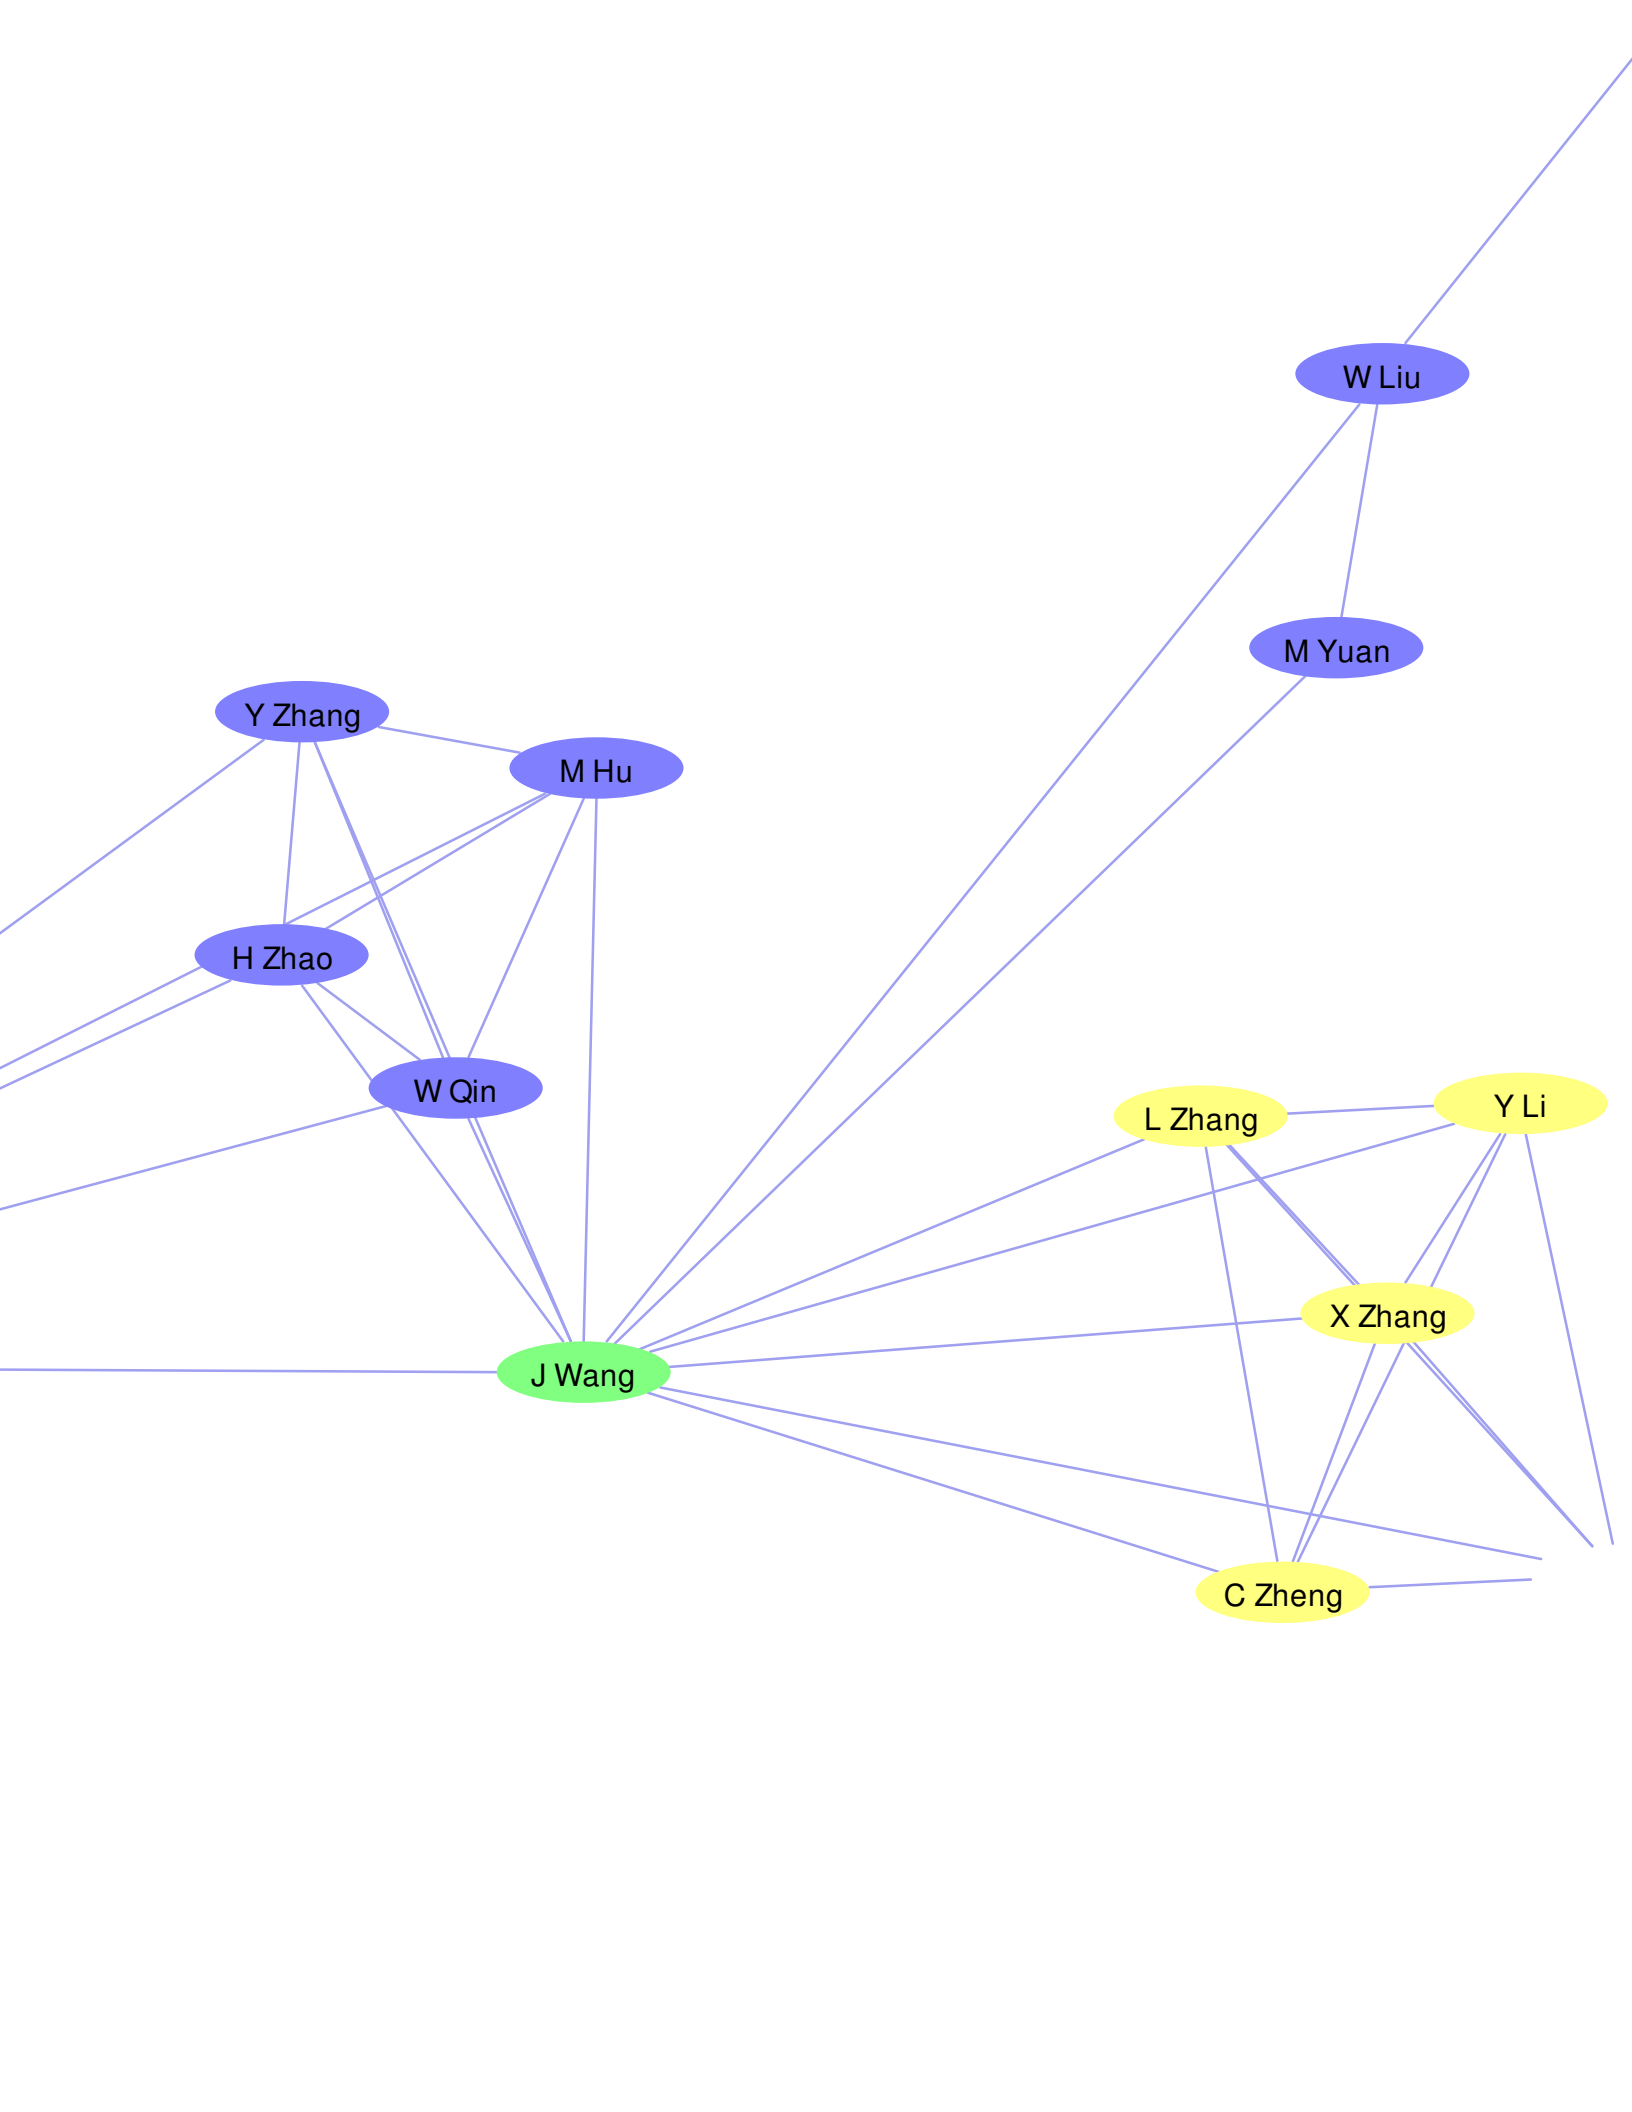 W Liu
M Yuan
Y Zhang
M Hu
H Zhao
W Qin
L Zhang
Y Li
X Zhang
J Wang
C Zheng